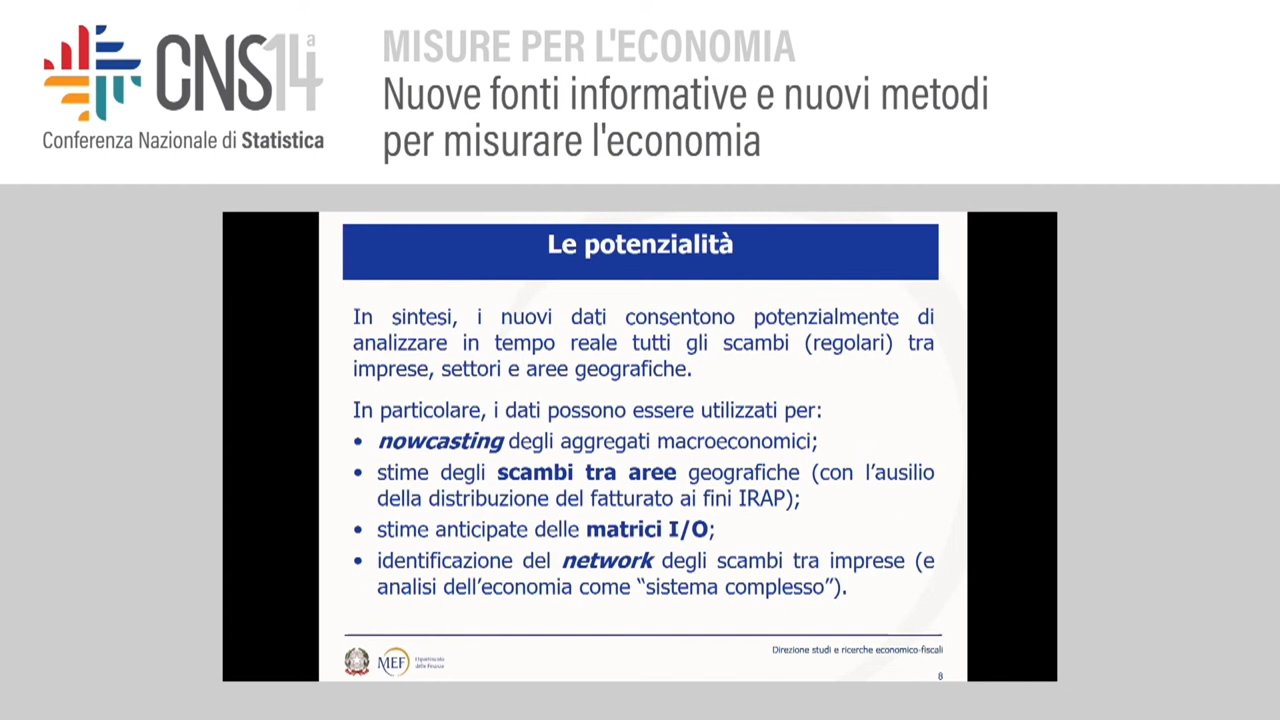 CNS14a
Conferenza Nazionale di Statistica
MISURE PER L'ECONOMIA
Nuove fonti informative e nuovi metodi
per misurare l'economia
Le potenzialità
In sintesi, i nuovi dati consentono potenzialmente di
analizzare in tempo reale tutti gli scambi (regolari) tra
imprese, settori e aree geografiche.
In particolare, i dati possono essere utilizzati per:
• nowcasting degli aggregati macroeconomici;
• stime degli scambi tra aree geografiche (con l'ausilio
della distribuzione del fatturato ai fini IRAP);
• stime anticipate delle matrici I/O;
• identificazione del network degli scambi tra imprese (e
analisi dell'economia come “sistema complesso”).
MEF
Dipartimento
delle Finanze
Direzione studi e ricerche economico-fiscali
8